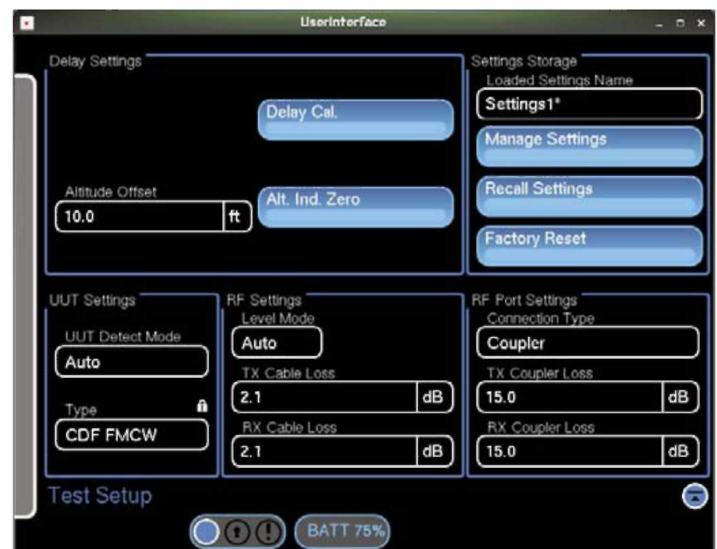 UserInterface
Delay Settings
Delay Cal.
Altitude Offset
10.0 ft
Alt. Ind. Zero
Settings Storage
Loaded Settings Name
Settings1*
Manage Settings
Recall Settings
Factory Reset
UUT Settings
UUT Detect Mode
Auto
Type
CDF FMCW
RF Settings
Level Mode
Auto
TX Cable Loss
2.1 dB
RX Cable Loss
2.1 dB
RF Port Settings
Connection Type
Coupler
TX Coupler Loss
15.0 dB
RX Coupler Loss
15.0 dB
Test Setup
BATT 75%